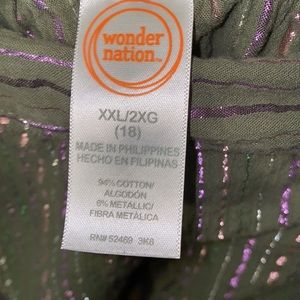 wonder
nation™
XXL/2XG
(18)
MADE IN PHILIPPINES
HECHO EN FILIPINAS
94% COTTON/
ALGODÓN
6% METALLIC/
FIBRA METÁLICA
RN# 52469 3K8